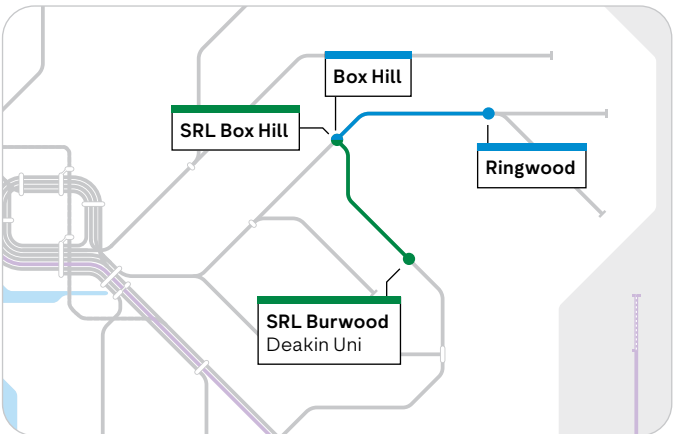 Box Hill
SRL Box Hill
Ringwood
SRL Burwood
Deakin Uni